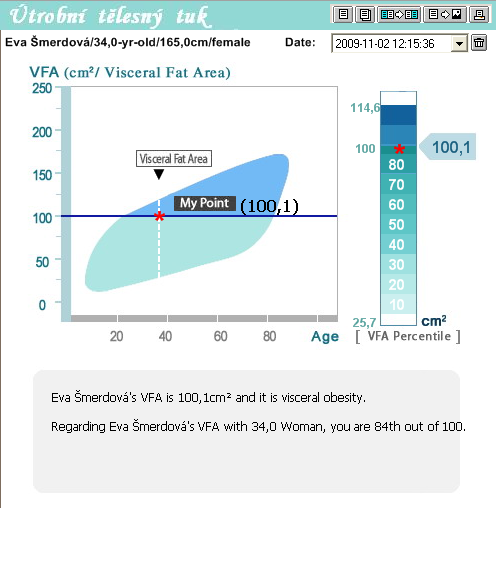 Útrobní tělesný tuk
Eva Šmerdová/34,0-yr-old/165,0cm/female
Date:
2009-11-02 12:15:36
VFA (cm²/ Visceral Fat Area)
250
200
150
100
50
0
Visceral Fat Area
My Point (100,1)
20 40 60 80 Age
114,6
100
80
70
60
50
40
30
20
10
25,7
100,1
cm²
[ VFA Percentile ]
Eva Šmerdová's VFA is 100,1cm² and it is visceral obesity.
Regarding Eva Šmerdová's VFA with 34,0 Woman, you are 84th out of 100.